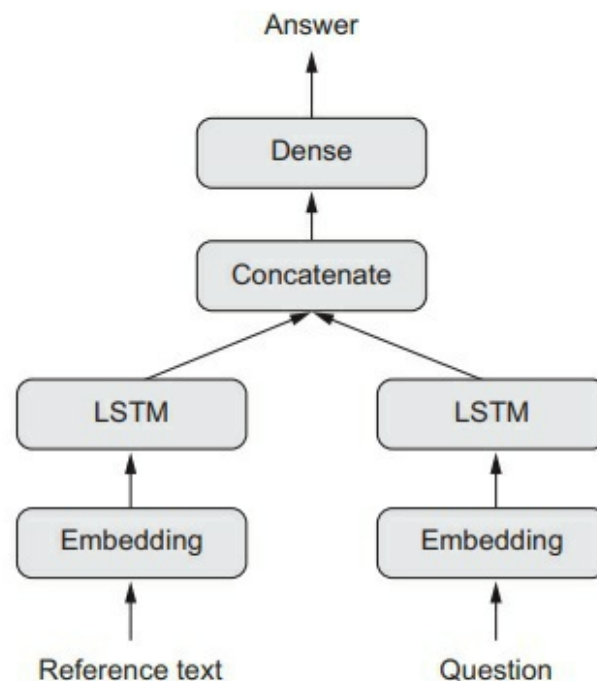 Answer
Dense
Concatenate
LSTM LSTM
Embedding Embedding
Reference text Question